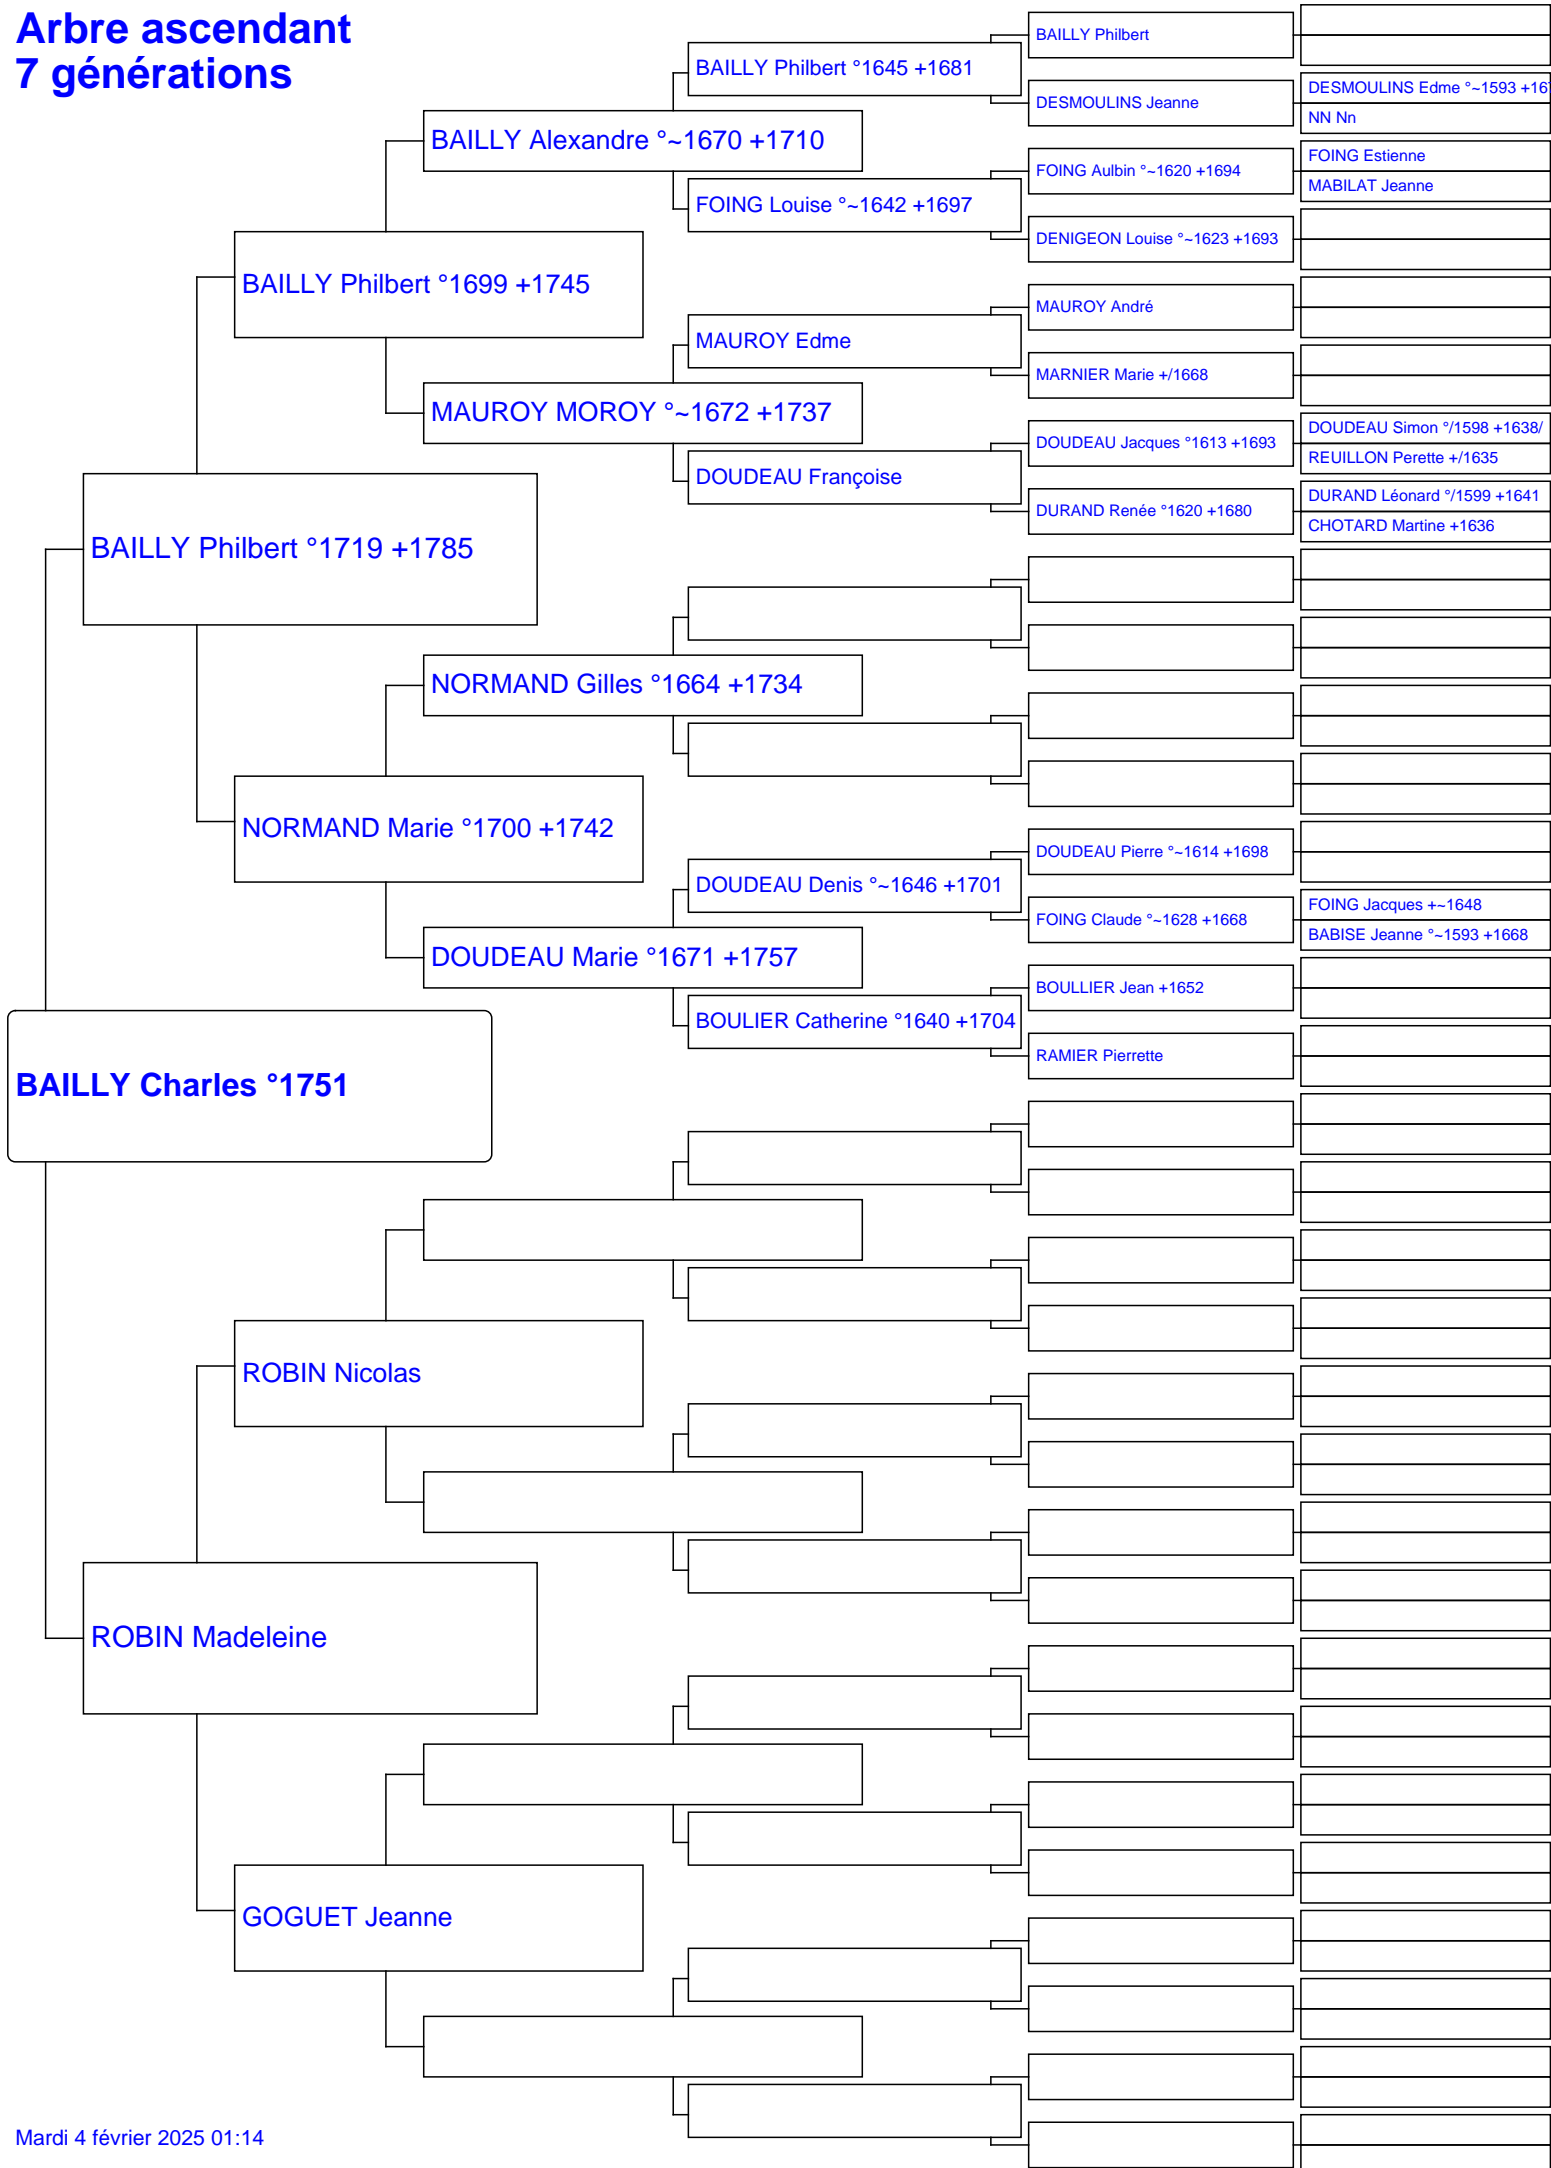 Arbre ascendant
7 générations
BAILLY Philbert
BAILLY Philbert °1645 +1681
DESMOULINS Edme °~1593 +16
DESMOULINS Jeanne
NN Nn
BAILLY Alexandre °~1670 +1710
FOING Estienne
FOING Aulbin °~1620 +1694
MABILAT Jeanne
FOING Louise °~1642 +1697
DENIGEON Louise °~1623 +1693
BAILLY Philbert °1699 +1745
MAUROY André
MAUROY Edme
MARNIER Marie +/1668
MAUROY MOROY °~1672 +1737
DOUDEAU Simon °/1598 +1638/
DOUDEAU Jacques °1613 +1693
REUILLON Perette +/1635
DOUDEAU Françoise
DURAND Léonard °/1599 +1641
DURAND Renée °1620 +1680
CHOTARD Martine +1636
BAILLY Philbert °1719 +1785
NORMAND Gilles °1664 +1734
NORMAND Marie °1700 +1742
DOUDEAU Pierre °~1614 +1698
DOUDEAU Denis °~1646 +1701
FOING Jacques +~1648
FOING Claude °~1628 +1668
BABISE Jeanne °~1593 +1668
DOUDEAU Marie °1671 +1757
BOULLIER Jean +1652
BOULIER Catherine °1640 +1704
RAMIER Pierrette
BAILLY Charles °1751
ROBIN Nicolas
ROBIN Madeleine
GOGUET Jeanne
Mardi 4 février 2025 01:14